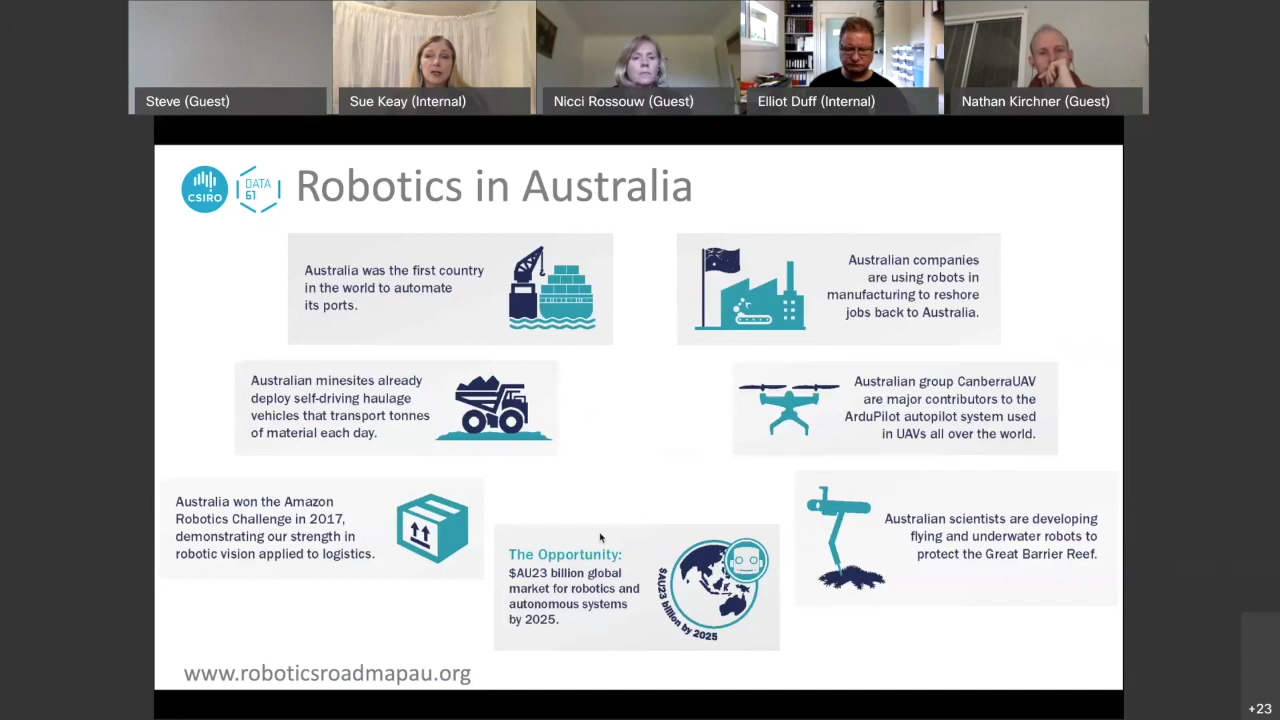 Steve (Guest)
Sue Keay (Internal)
Nicci Rossouw (Guest)
Elliot Duff (Internal)
Nathan Kirchner (Guest)
CSIRO
DATA
61
Robotics in Australia
Australia was the first country
in the world to automate
its ports.
Australian companies
are using robots in
manufacturing to reshore
jobs back to Australia.
Australian minesites already
deploy self-driving haulage
vehicles that transport tonnes
of material each day.
Australian group CanberraUAV
are major contributors to the
ArduPilot autopilot system used
in UAVs all over the world.
Australia won the Amazon
Robotics Challenge in 2017,
demonstrating our strength in
robotic vision applied to logistics.
The Opportunity:
$AU23 billion global
market for robotics and
autonomous systems
by 2025.
$AU23 billion by 2025
Australian scientists are developing
flying and underwater robots to
protect the Great Barrier Reef.
www.roboticsroadmapau.org
+23